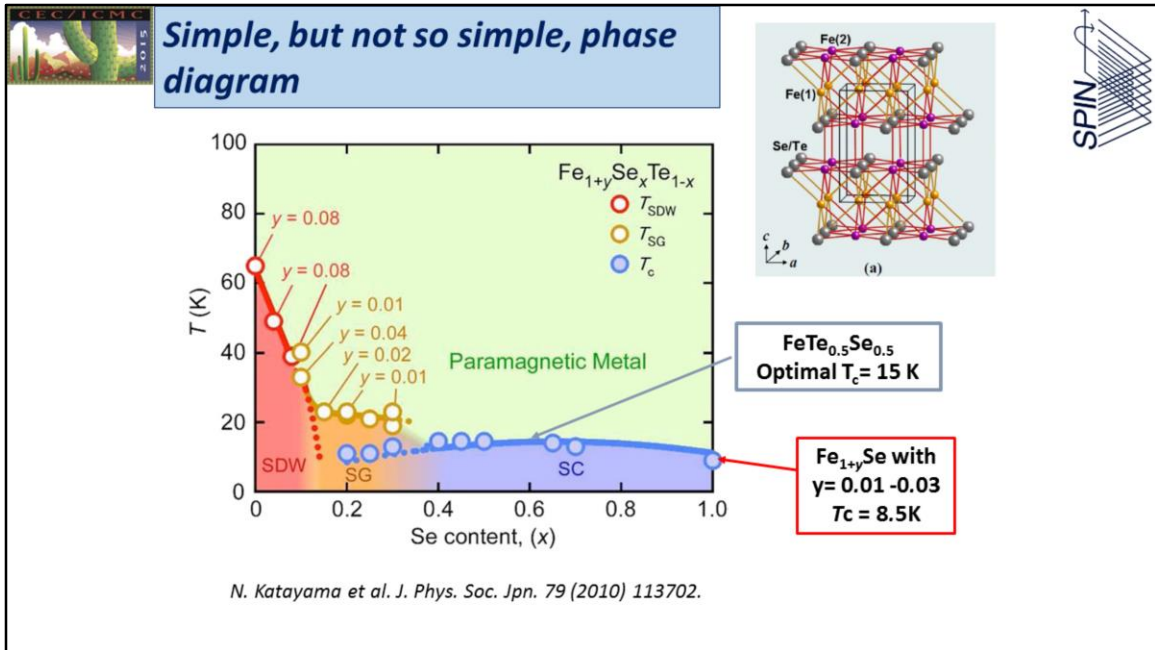 CEC/ICMC
2015
Simple, but not so simple, phase
diagram
SPIN
Fe(2)
Fe(1)
Se/Te
c
b
a
(a)
100
80
60
40
20
0
T (K)
Fe1+ySexTe1-x
TSDW
TSG
Tc
y = 0.08
y = 0.08
y = 0.01
y = 0.04
y = 0.02
y = 0.01
Paramagnetic Metal
SDW
SG
SC
0
0.2
0.4
0.6
0.8
1.0
Se content, (x)
FeTe0.5Se0.5
Optimal Tc= 15 K
Fe1+ySe with
y= 0.01 -0.03
Tc = 8.5K
N. Katayama et al. J. Phys. Soc. Jpn. 79 (2010) 113702.